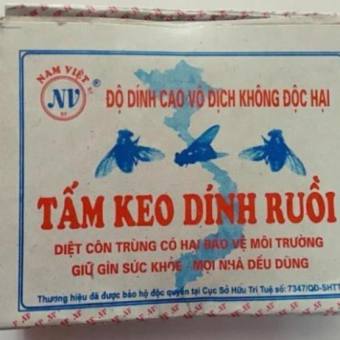 NAM VIỆT
®
NV
ĐỘ DÍNH CAO VÔ ĐỊCH KHÔNG ĐỘC HẠI
TẤM KEO DÍNH RUỒI
DIỆT CÔN TRÙNG CÓ HẠI BẢO VỆ MÔI TRƯỜNG
GIỮ GÌN SỨC KHỎE - MỌI NHÀ ĐỀU DÙNG
Thương hiệu đã được bảo hộ độc quyền tại Cục Sở Hữu Trí Tuệ số: 7347/QĐ-SHTT